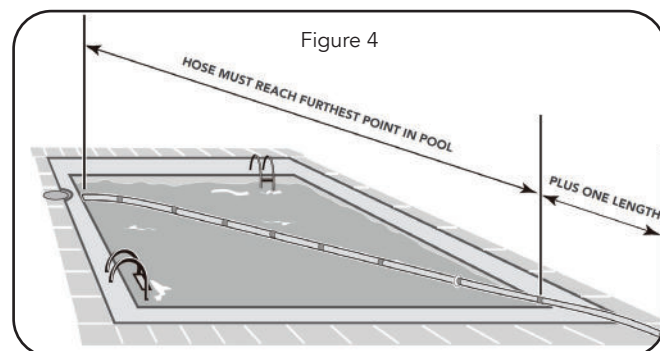 Figure 4
HOSE MUST REACH FURTHEST POINT IN POOL
PLUS ONE LENGTH